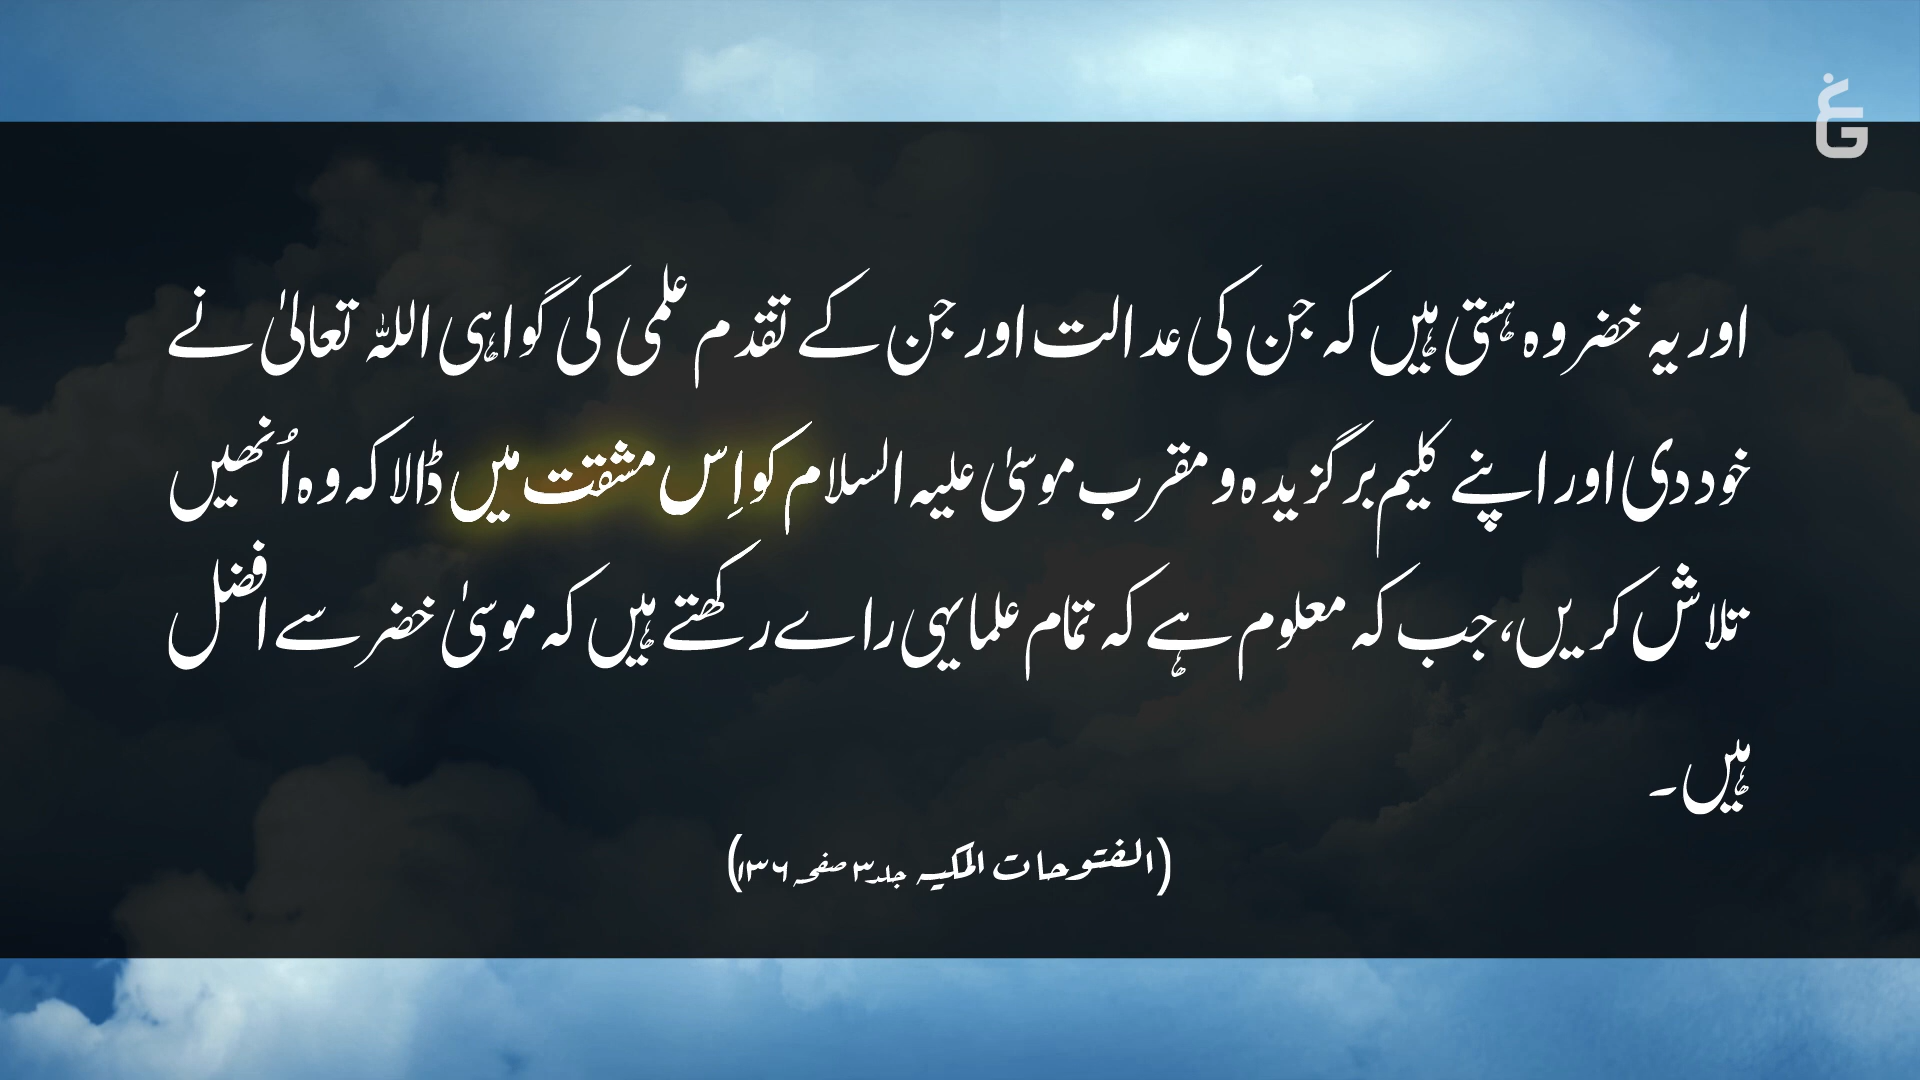 اور یہ خضر وہ ہستی ہیں کہ جن کی عدالت اور جن کے تقدم علمی کی گواہی اللہ تعالیٰ نے
خود دی اور اپنے کلیم برگزیدہ و مقرب موسیٰ علیہ السلام کو اِس مشقت میں ڈالا کہ وہ اُنھیں
تلاش کریں، جب کہ معلوم ہے کہ تمام علما یہی راے رکھتے ہیں کہ موسیٰ خضر سے افضل
ہیں۔
(الفتوحات المکیہ جلد ۳ صفحہ ۱۳۶)